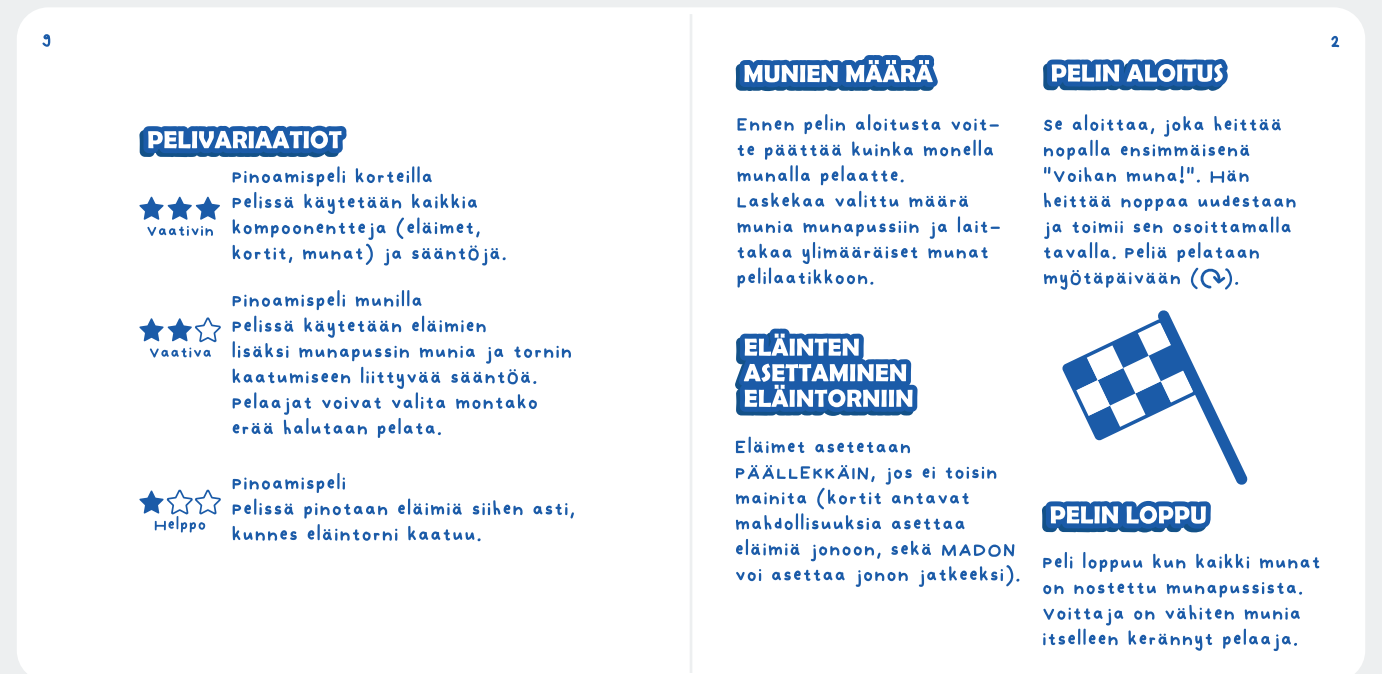 9
PELIVARIAATIOT
Pinoamispeli korteilla
Pelissä käytetään kaikkia
Vaativin
kompoonentteja (eläimet,
kortit, munat) ja sääntÖjä.
Pinoamispeli munilla
Pelissä käytetään eläimien
Vaativa
lisäksi munapussin munia ja tornin
kaatumiseen liittyvää sääntÖä.
Pelaajat voivat valita montako
erää halutaan pelata.
Pinoamispeli
Pelissä pinotaan eläimiä siihen asti,
Helppo
kunnes eläintorni kaatuu.
2
MUNIEN MÄÄRÄ
Ennen pelin aloitusta voit-
te päättää kuinka monella
munalla pelaatte.
Laskekaa valittu määrä
munia munapussiin ja lait-
takaa ylimääräiset munat
pelilaatikkoon.
ELÄINTEN
ASETTAMINEN
ELÄINTORNIIN
Eläimet asetetaan
PÄÄLLEKKÄIN, jos ei toisin
mainita (kortit antavat
mahdollisuuksia asettaa
eläimiä jonoon, sekä MADON
voi asettaa jonon jatkeeksi).
PELIN ALOITUS
Se aloittaa, joka heittää
nopalla ensimmäisenä
"Voihan muna!". Hän
heittää noppaa uudestaan
ja toimii sen osoittamalla
tavalla. Peliä pelataan
myÖtäpäivään (↻).
PELIN LOPPU
Peli loppuu kun kaikki munat
on nostettu munapussista.
Voittaja on vähiten munia
itselleen kerännyt pelaaja.